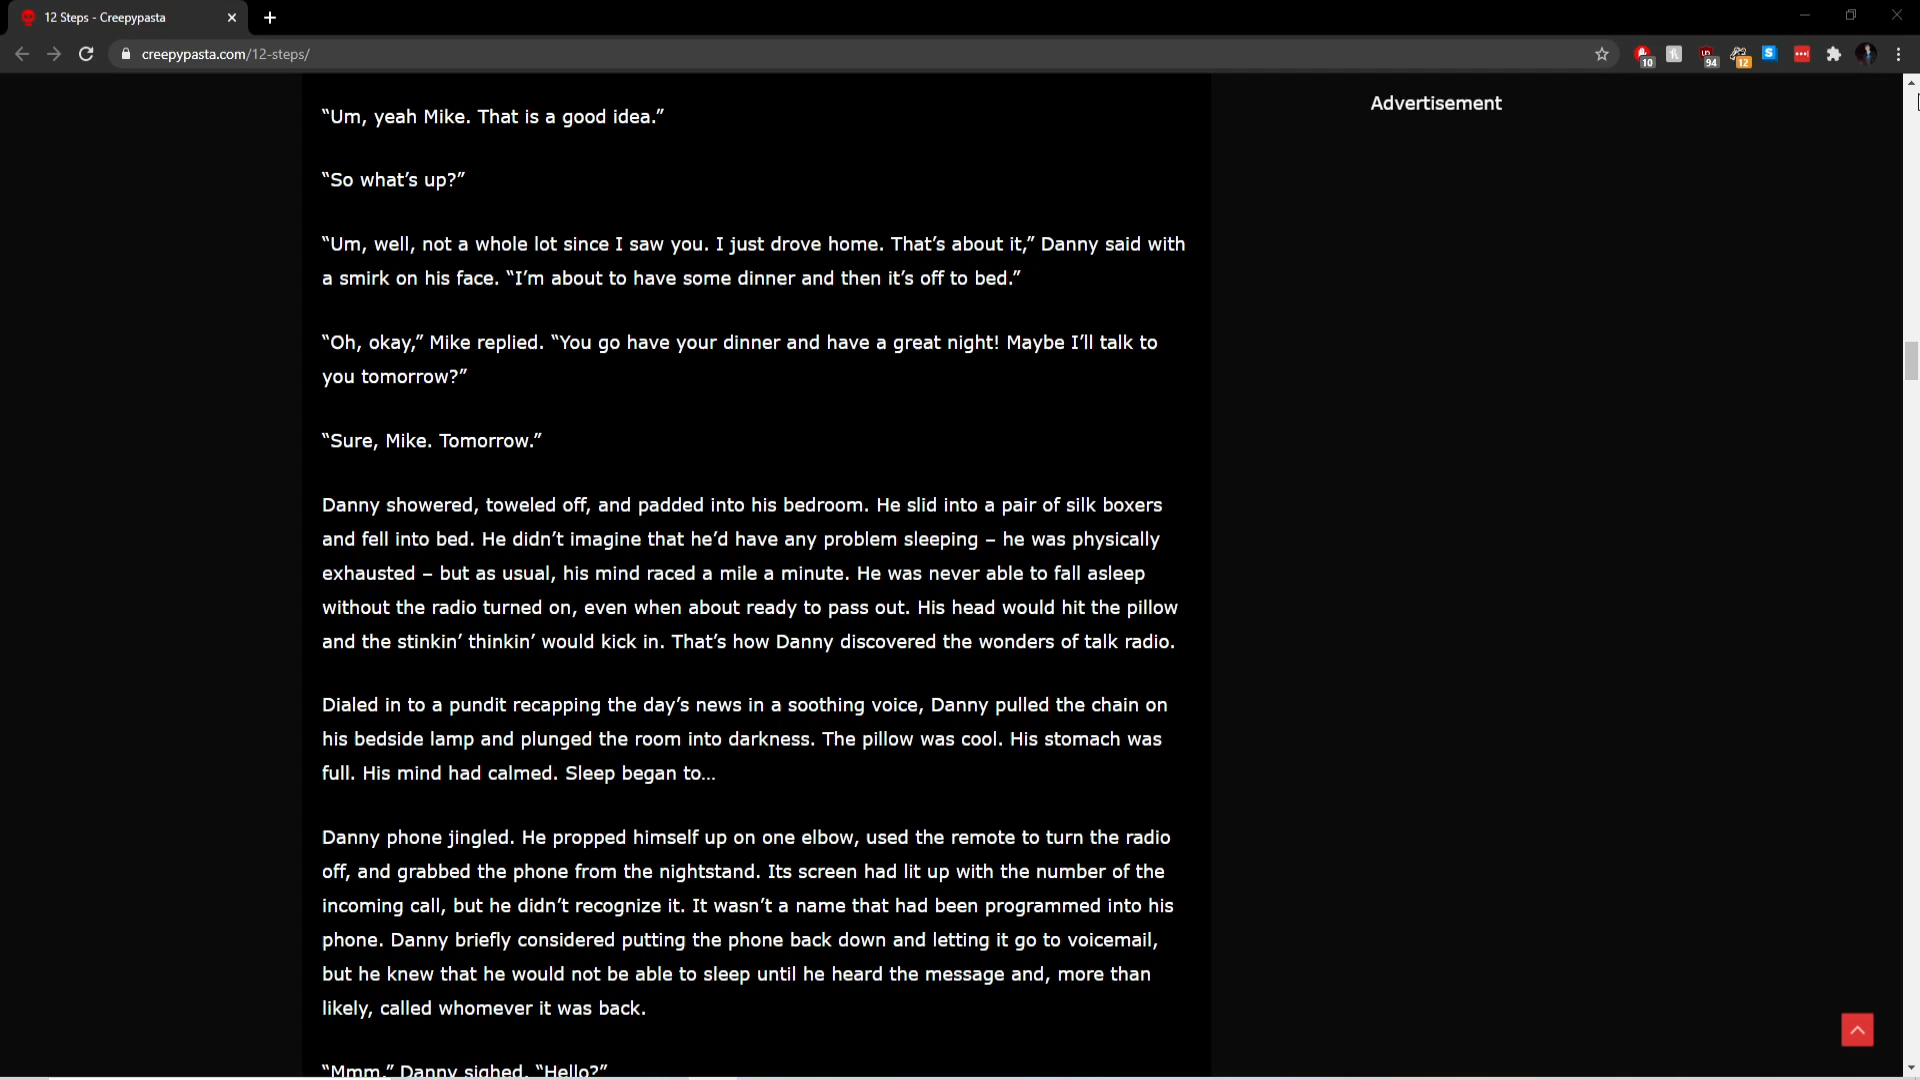 12 Steps - Creepypasta
creepypasta.com/12-steps/
10
94
12
Advertisement
“Um, yeah Mike. That is a good idea.”
“So what’s up?”
“Um, well, not a whole lot since I saw you. I just drove home. That’s about it,” Danny said with
a smirk on his face. “I’m about to have some dinner and then it’s off to bed.”
“Oh, okay,” Mike replied. “You go have your dinner and have a great night! Maybe I’ll talk to
you tomorrow?”
“Sure, Mike. Tomorrow.”
Danny showered, toweled off, and padded into his bedroom. He slid into a pair of silk boxers
and fell into bed. He didn’t imagine that he’d have any problem sleeping – he was physically
exhausted – but as usual, his mind raced a mile a minute. He was never able to fall asleep
without the radio turned on, even when about ready to pass out. His head would hit the pillow
and the stinkin’ thinkin’ would kick in. That’s how Danny discovered the wonders of talk radio.
Dialed in to a pundit recapping the day’s news in a soothing voice, Danny pulled the chain on
his bedside lamp and plunged the room into darkness. The pillow was cool. His stomach was
full. His mind had calmed. Sleep began to…
Danny phone jingled. He propped himself up on one elbow, used the remote to turn the radio
off, and grabbed the phone from the nightstand. Its screen had lit up with the number of the
incoming call, but he didn’t recognize it. It wasn’t a name that had been programmed into his
phone. Danny briefly considered putting the phone back down and letting it go to voicemail,
but he knew that he would not be able to sleep until he heard the message and, more than
likely, called whomever it was back.
“Mmm,” Danny sighed. “Hello?”